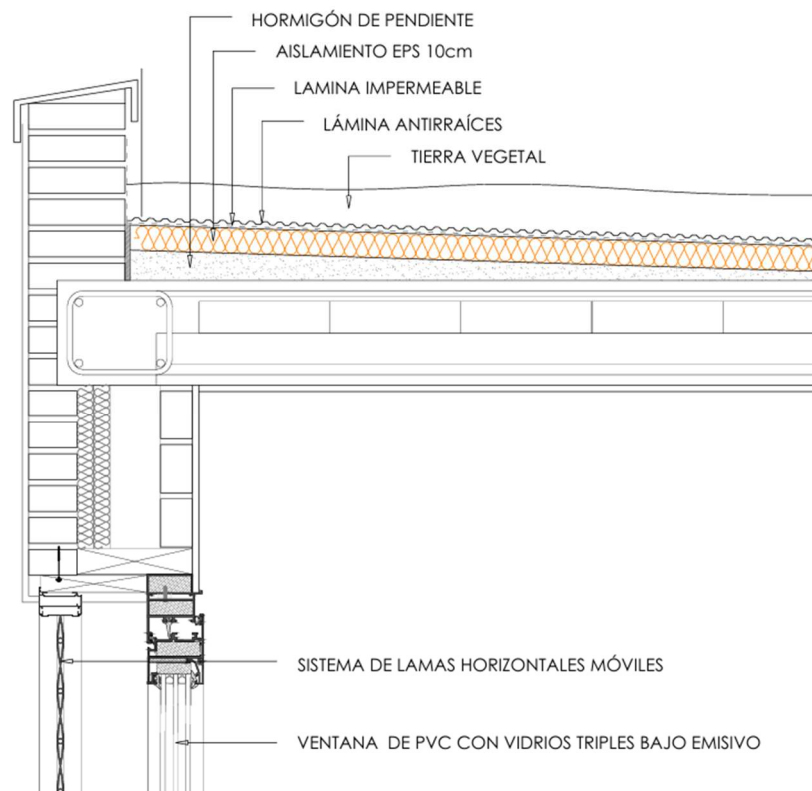 HORMIGÓN DE PENDIENTE
AISLAMIENTO EPS 10cm
LAMINA IMPERMEABLE
LÁMINA ANTIRRAÍCES
TIERRA VEGETAL
SISTEMA DE LAMAS HORIZONTALES MÓVILES
VENTANA DE PVC CON VIDRIOS TRIPLES BAJO EMISIVO